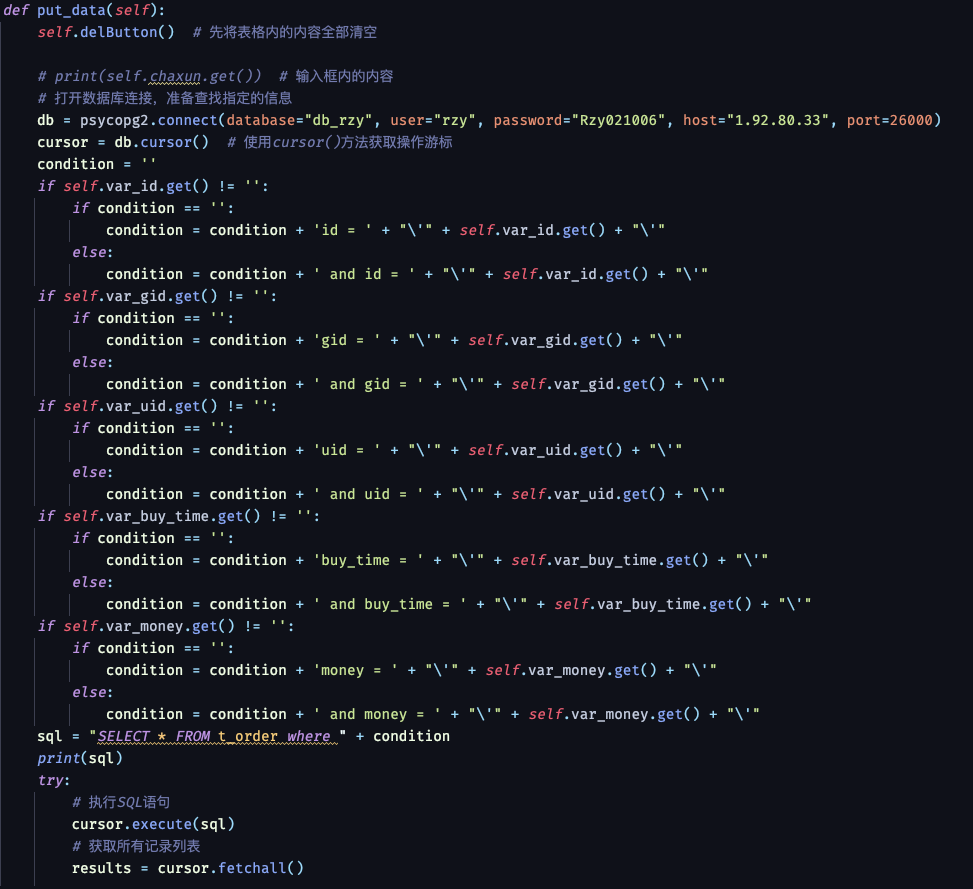 def put_data(self):
    self.delButton()  # 先将表格内的内容全部清空

    # print(self.chaxun.get())  # 输入框内的内容
    # 打开数据库连接，准备查找指定的信息
    db = psycopg2.connect(database="db_rzy", user="rzy", password="Rzy021006", host="1.92.80.33", port=26000)
    cursor = db.cursor()  # 使用cursor()方法获取操作游标
    condition = ''
    if self.var_id.get() != '':
        if condition == '':
            condition = condition + 'id = ' + "\'" + self.var_id.get() + "\'"
        else:
            condition = condition + ' and id = ' + "\'" + self.var_id.get() + "\'"
    if self.var_gid.get() != '':
        if condition == '':
            condition = condition + 'gid = ' + "\'" + self.var_gid.get() + "\'"
        else:
            condition = condition + ' and gid = ' + "\'" + self.var_gid.get() + "\'"
    if self.var_uid.get() != '':
        if condition == '':
            condition = condition + 'uid = ' + "\'" + self.var_uid.get() + "\'"
        else:
            condition = condition + ' and uid = ' + "\'" + self.var_uid.get() + "\'"
    if self.var_buy_time.get() != '':
        if condition == '':
            condition = condition + 'buy_time = ' + "\'" + self.var_buy_time.get() + "\'"
        else:
            condition = condition + ' and buy_time = ' + "\'" + self.var_buy_time.get() + "\'"
    if self.var_money.get() != '':
        if condition == '':
            condition = condition + 'money = ' + "\'" + self.var_money.get() + "\'"
        else:
            condition = condition + ' and money = ' + "\'" + self.var_money.get() + "\'"
    sql = "SELECT * FROM t_order where " + condition
    print(sql)
    try:
        # 执行SQL语句
        cursor.execute(sql)
        # 获取所有记录列表
        results = cursor.fetchall()